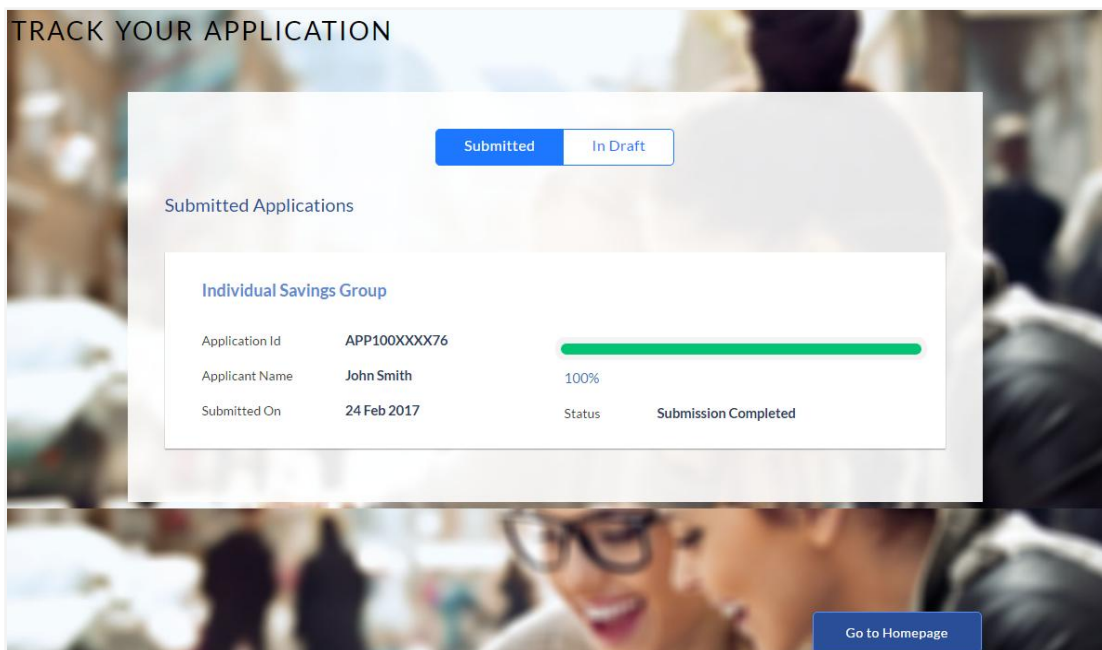 TRACK YOUR APPLICATION
Submitted In Draft
Submitted Applications
Individual Savings Group
Application Id APP100XXXX76
Applicant Name John Smith 100%
Submitted On 24 Feb 2017 Status Submission Completed
Go to Homepage